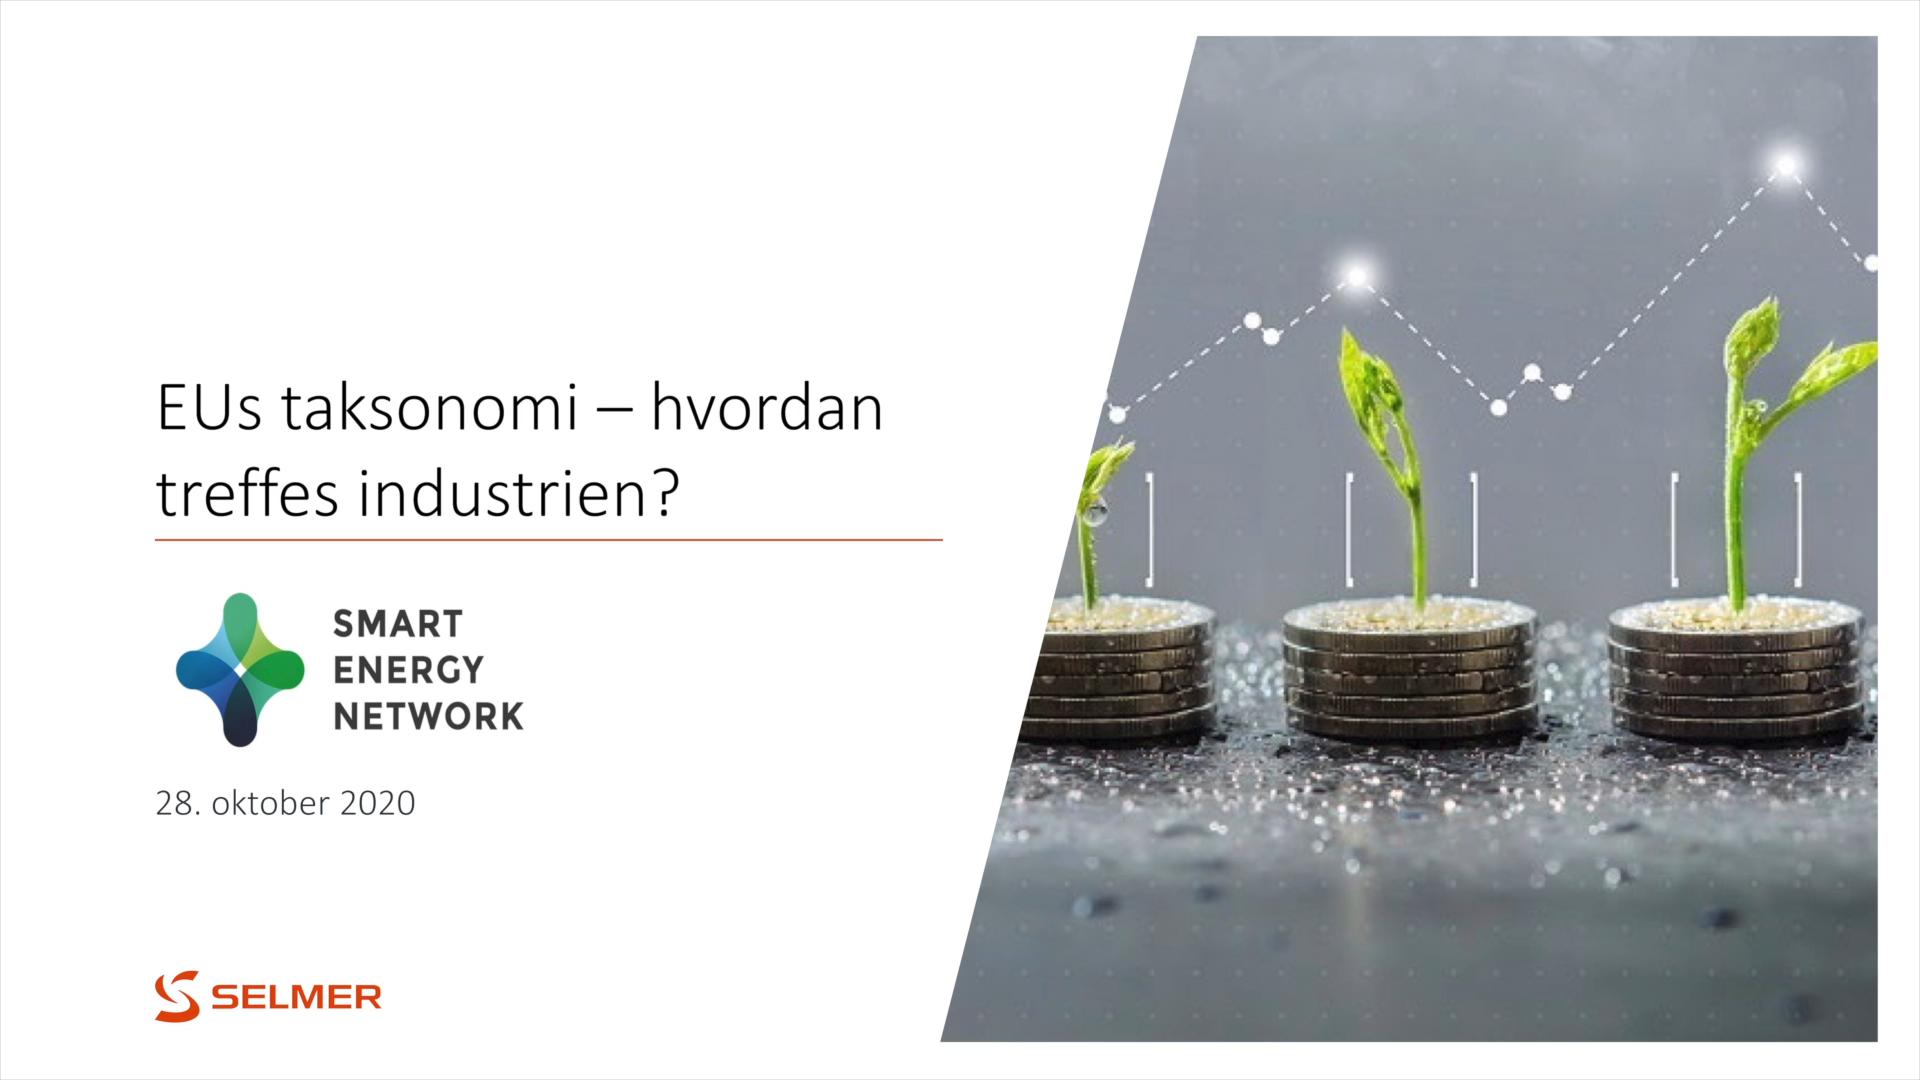 EUs taksonomi – hvordan
treffes industrien?
SMART
ENERGY
NETWORK
28. oktober 2020
SELMER